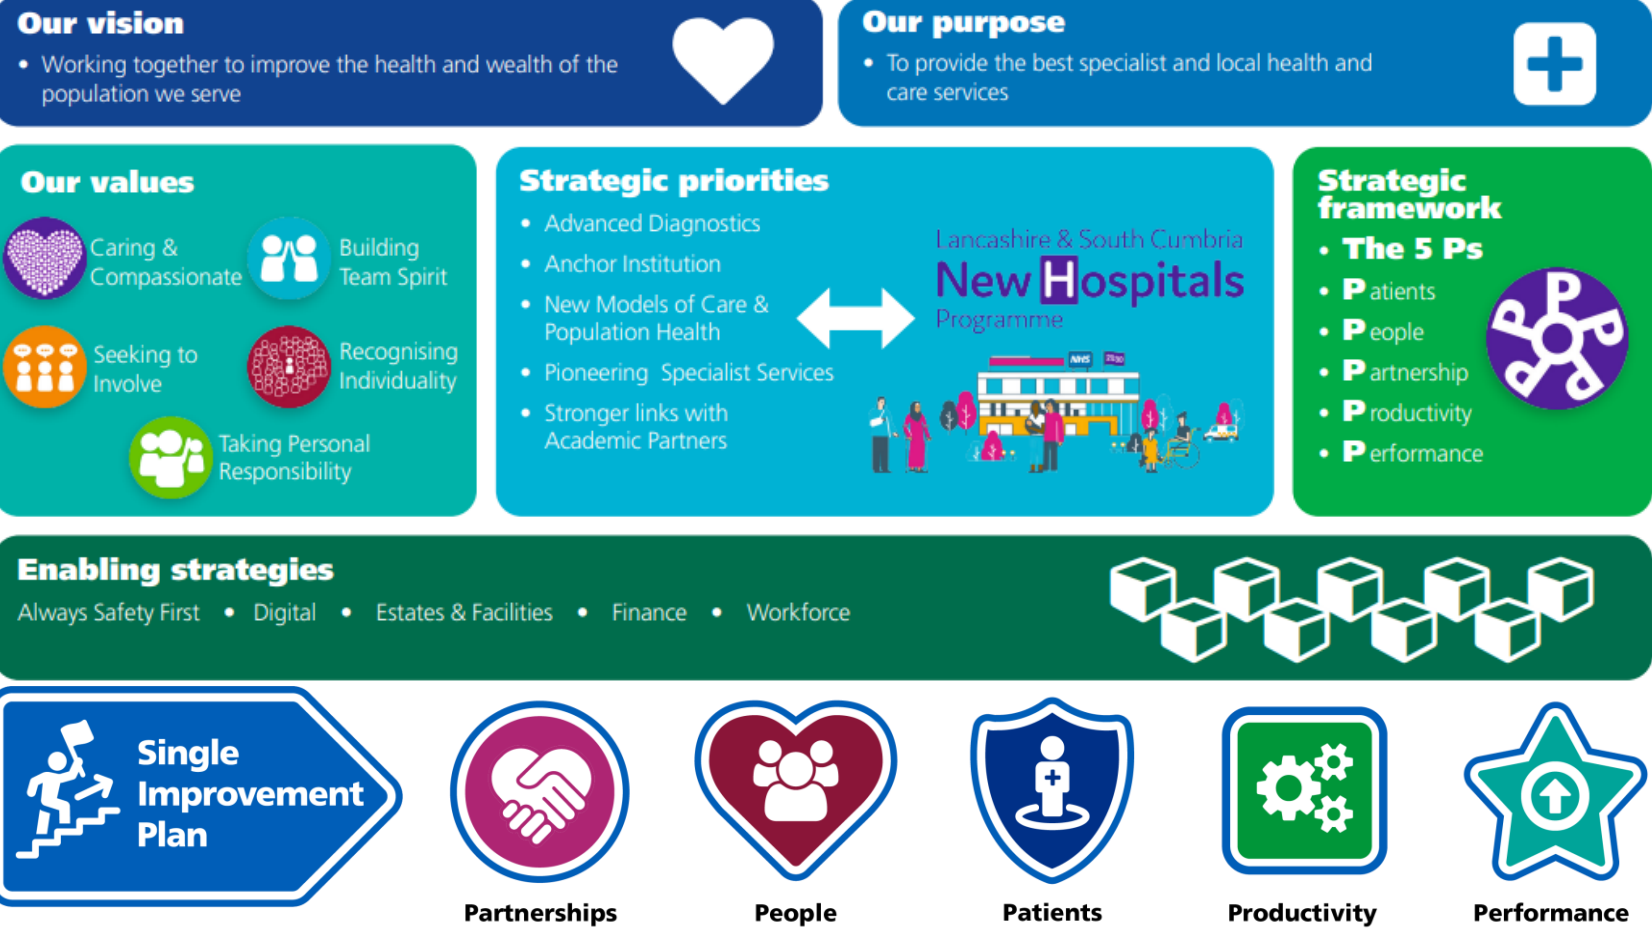 Our vision
• Working together to improve the health and wealth of the
population we serve
Our purpose
• To provide the best specialist and local health and
care services
Our values
Caring &
Compassionate
Building
Team Spirit
Seeking to
Involve
Recognising
Individuality
Taking Personal
Responsibility
Strategic priorities
• Advanced Diagnostics
• Anchor Institution
• New Models of Care &
Population Health
• Pioneering Specialist Services
• Stronger links with
Academic Partners
Lancashire & South Cumbria
New Hospitals
Programme
NHS
Strategic
framework
• The 5 Ps
• Patients
• People
• Partnership
• Productivity
• Performance
P
P
P
P
P
Enabling strategies
Always Safety First • Digital • Estates & Facilities • Finance • Workforce
Single
Improvement
Plan
Partnerships
People
Patients
Productivity
Performance